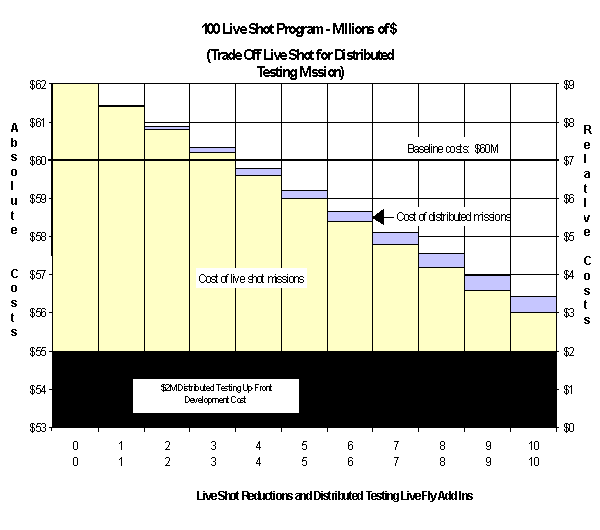 100 Live Shot Program - Millions of $
(Trade Off Live Shot for Distributed
Testing Mission)
Absolute Costs
$62
$61
$60
$59
$58
$57
$56
$55
$54
$53
$9
$8
$7
$6
$5
$4
$3
$2
$1
$0
Relative Costs
Baseline costs: $60M
Cost of distributed missions
Cost of live shot missions
$2M Distributed Testing Up-Front
Development Cost
0 1 2 3 4 5 6 7 8 9 10
0 1 2 3 4 5 6 7 8 9 10
Live Shot Reductions and Distributed Testing Live Fly Add Ins